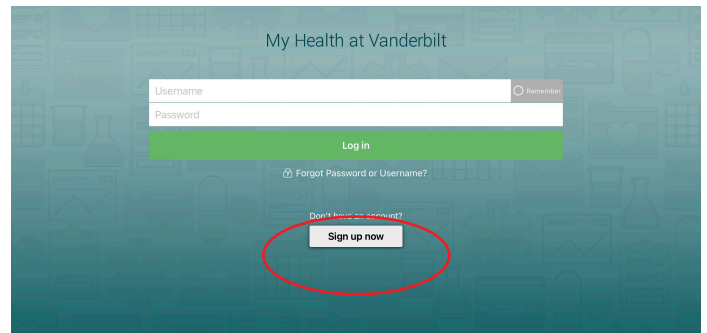 My Health at Vanderbilt
Username
Remember
Password
Log in
Forgot Password or Username?
Don't have an account?
Sign up now